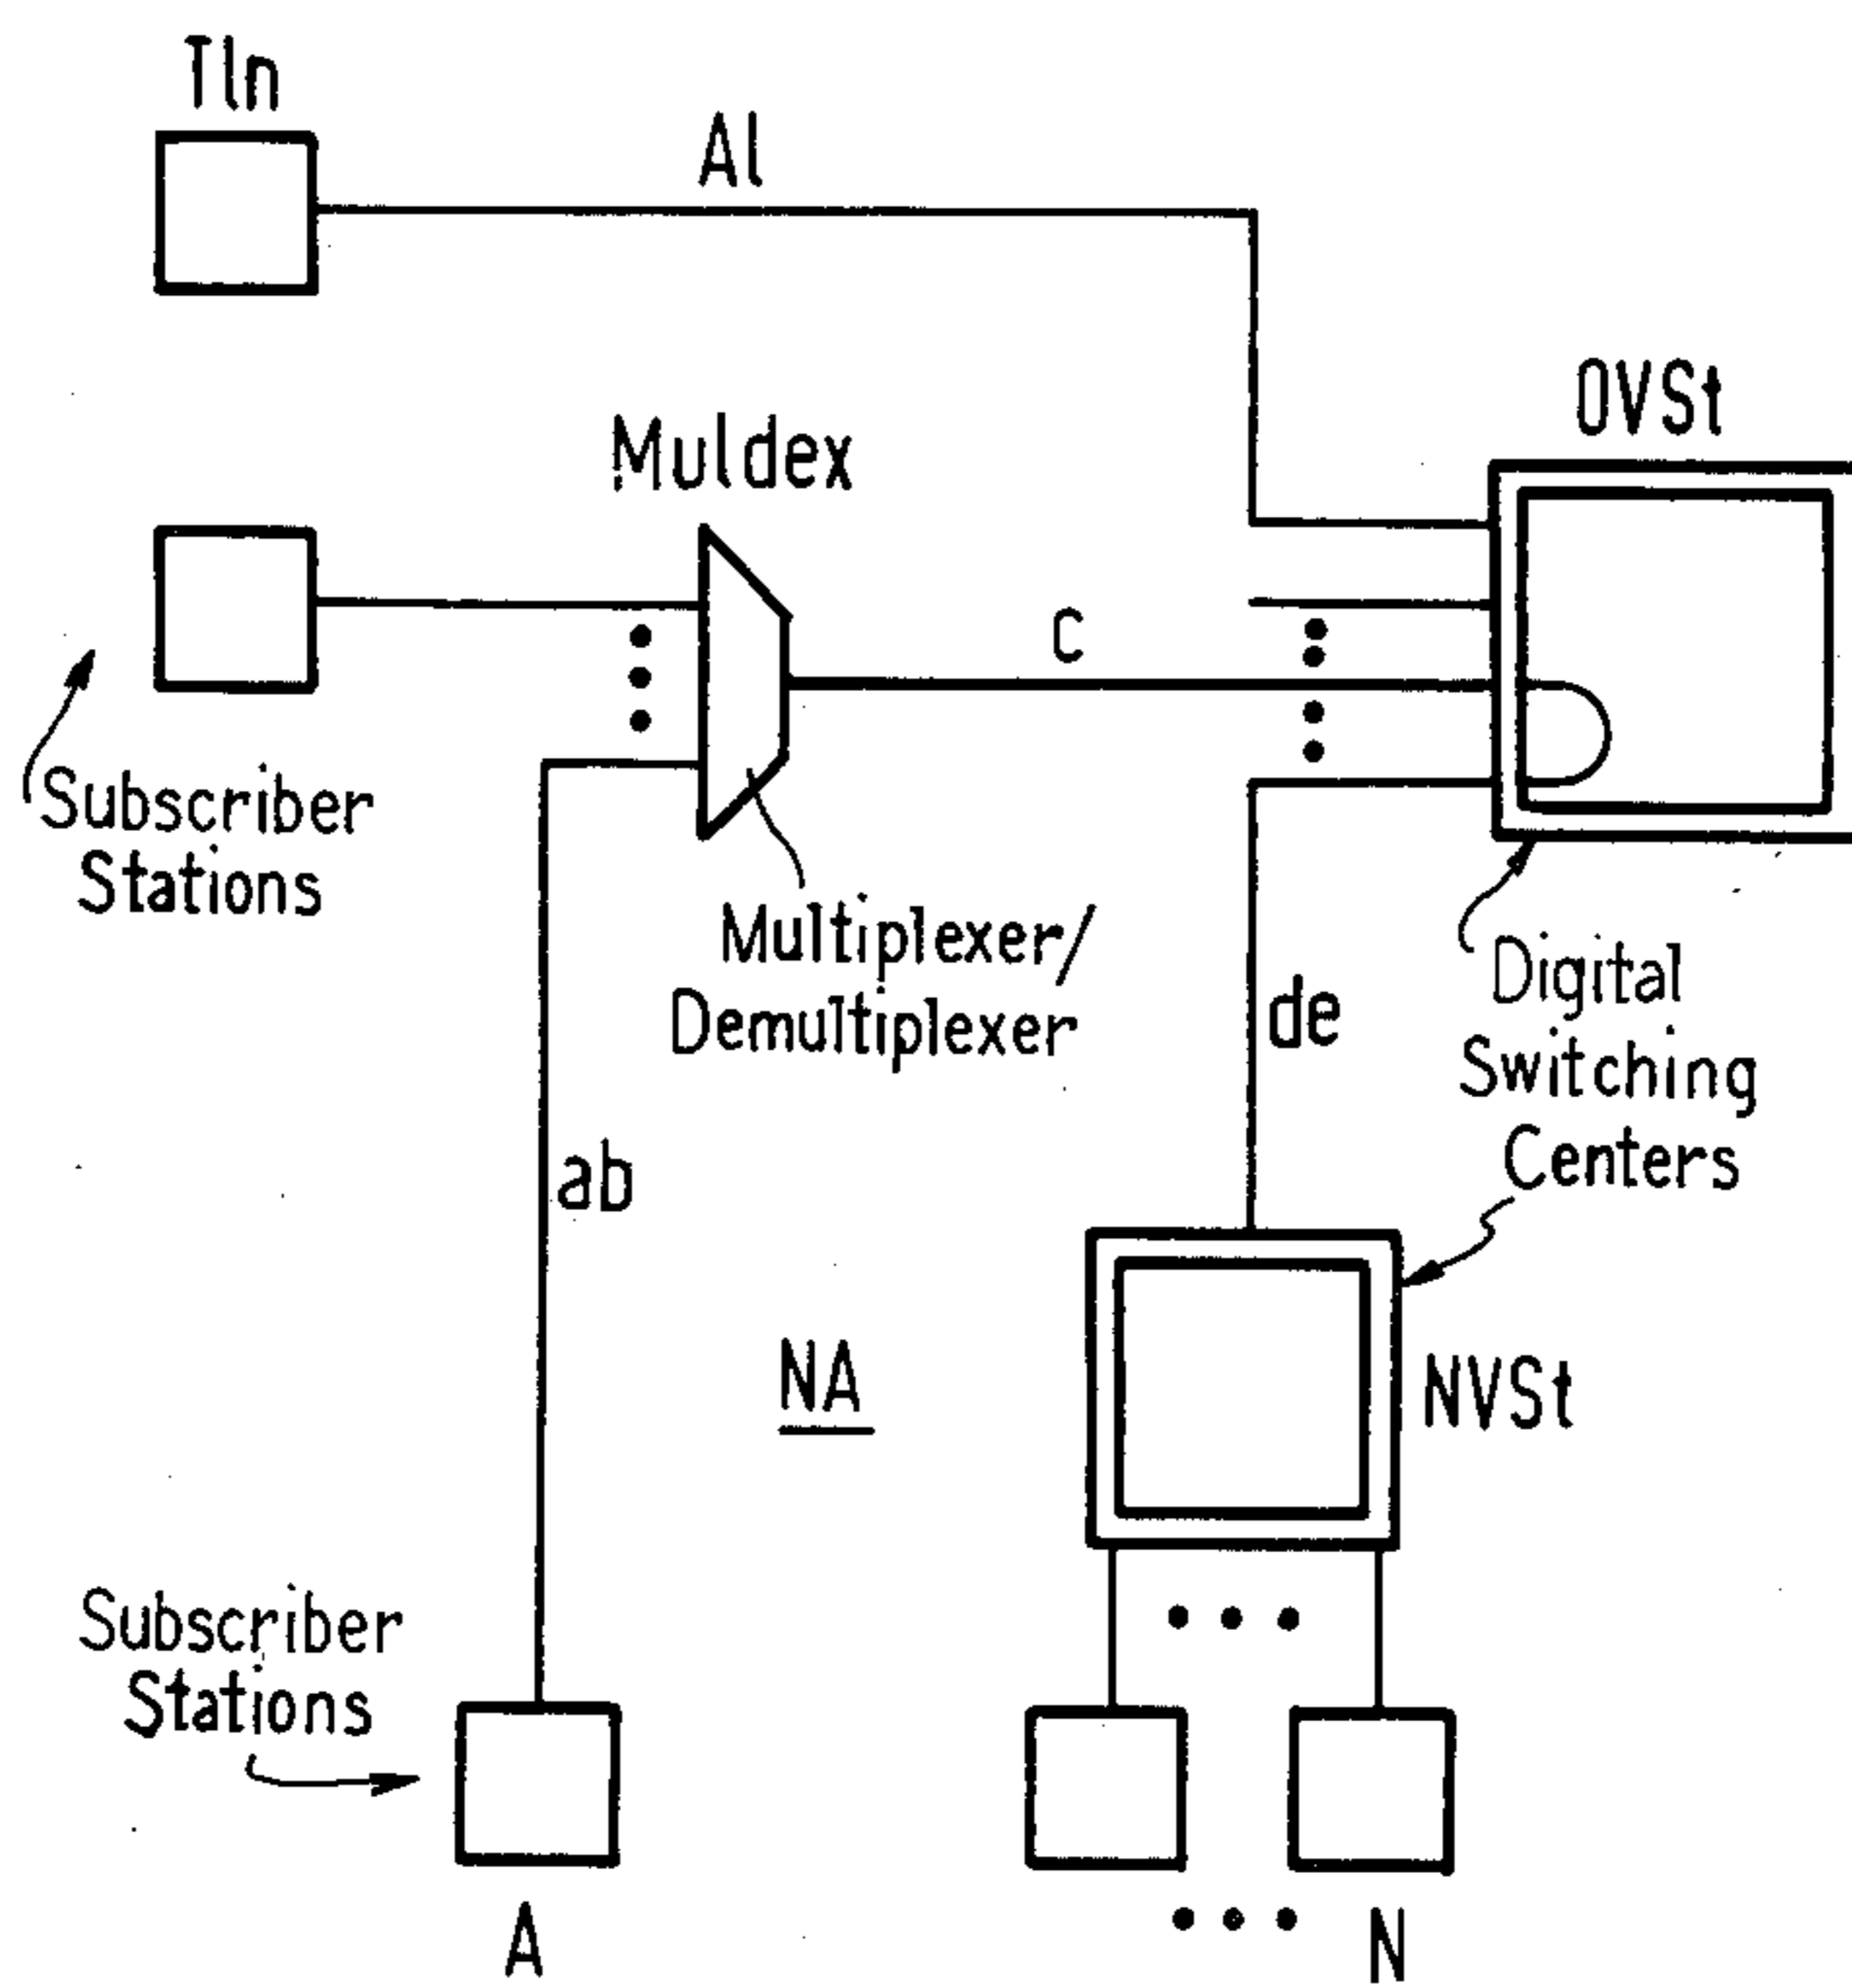 Tln
Al
OVSt
Muldex
C
Subscriber
Stations
Multiplexer/
Demultiplexer
de
Digital
Switching
Centers
ab
NA
NVSt
Subscriber
Stations
A
N